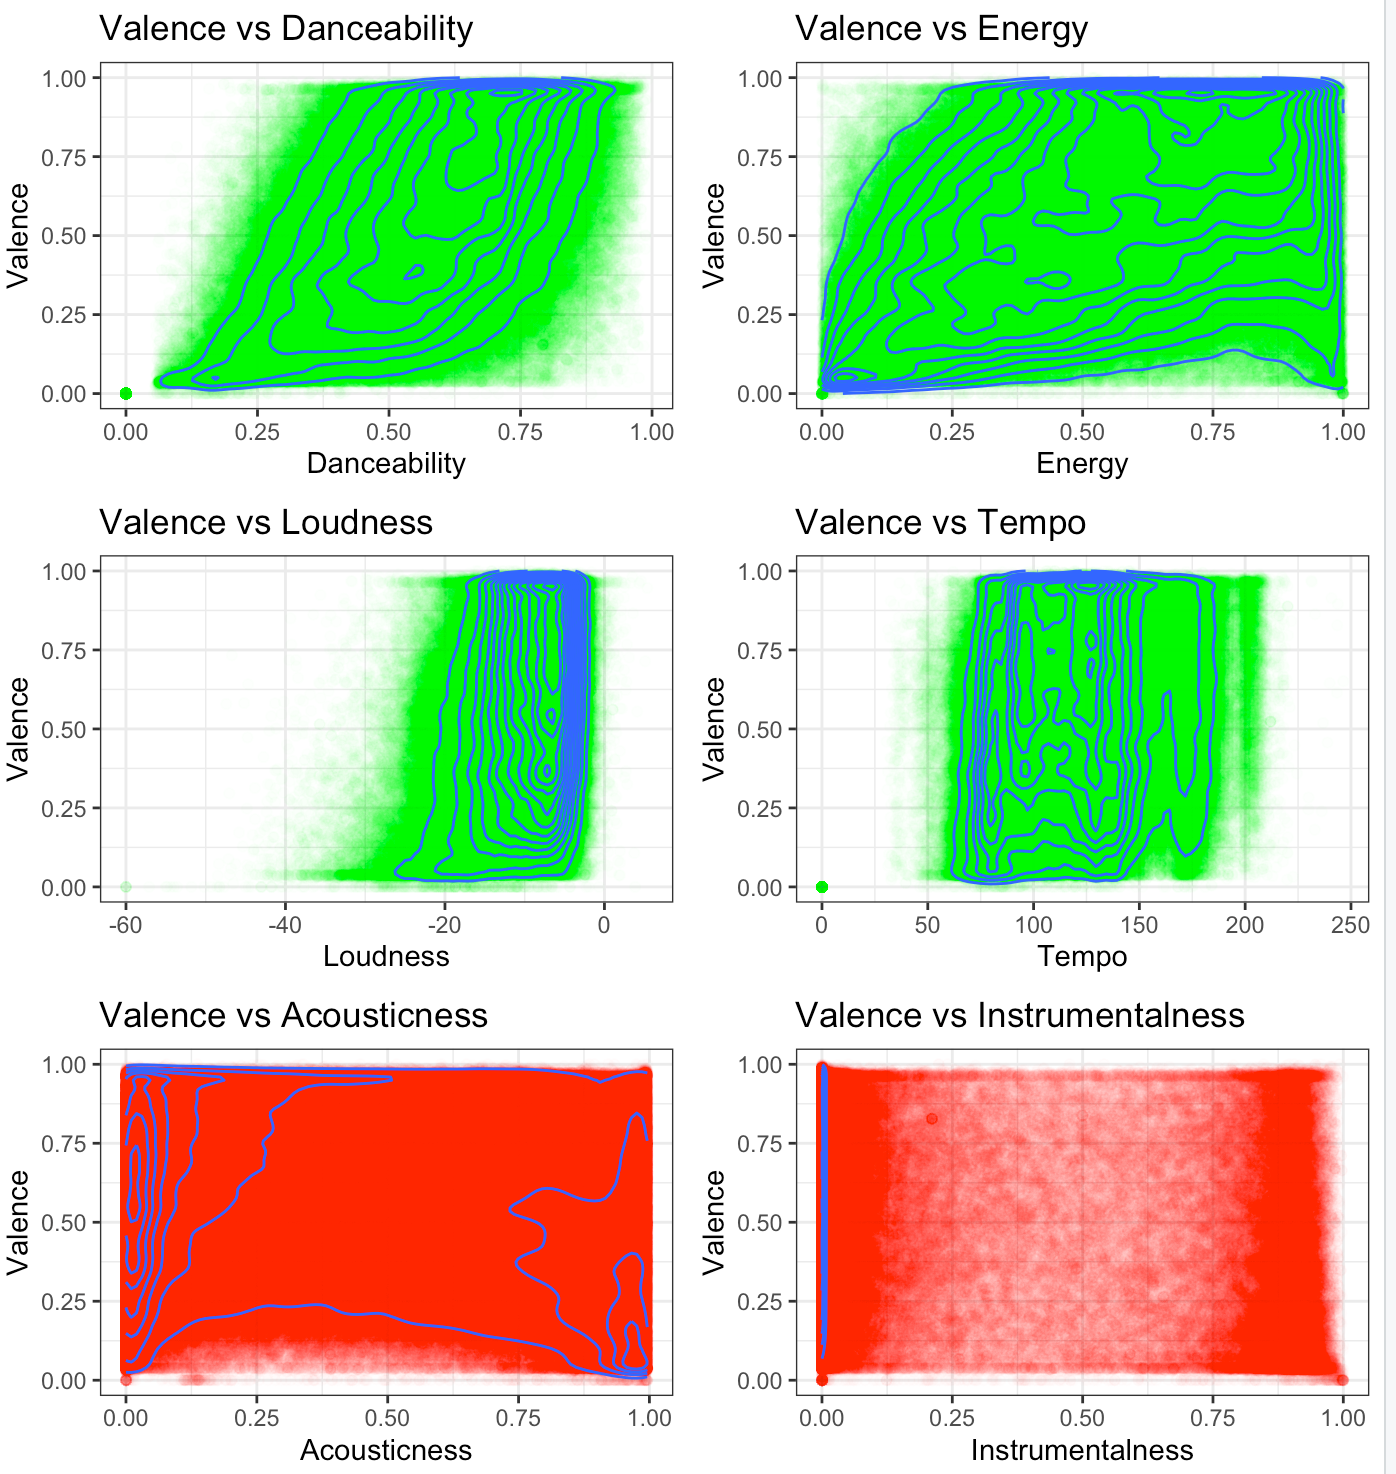 Valence vs Danceability
1.00
0.75
0.50
0.25
0.00
Valence
0.00 0.25 0.50 0.75 1.00
Danceability
Valence vs Energy
1.00
0.75
0.50
0.25
0.00
Valence
0.00 0.25 0.50 0.75 1.00
Energy
Valence vs Loudness
1.00
0.75
0.50
0.25
0.00
Valence
-60 -40 -20 0
Loudness
Valence vs Tempo
1.00
0.75
0.50
0.25
0.00
Valence
0 50 100 150 200 250
Tempo
Valence vs Acousticness
1.00
0.75
0.50
0.25
0.00
Valence
0.00 0.25 0.50 0.75 1.00
Acousticness
Valence vs Instrumentalness
1.00
0.75
0.50
0.25
0.00
Valence
0.00 0.25 0.50 0.75 1.00
Instrumentalness